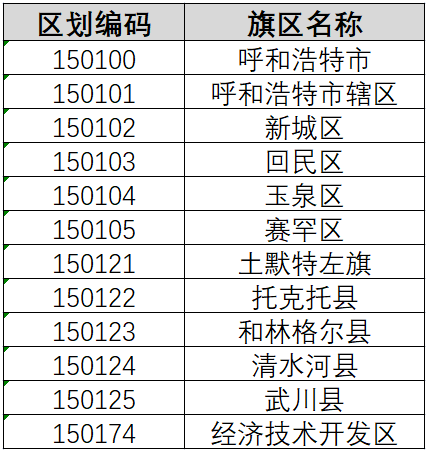 区划编码 旗区名称
150100 呼和浩特市
150101 呼和浩特市辖区
150102 新城区
150103 回民区
150104 玉泉区
150105 赛罕区
150121 土默特左旗
150122 托克托县
150123 和林格尔县
150124 清水河县
150125 武川县
150174 经济技术开发区